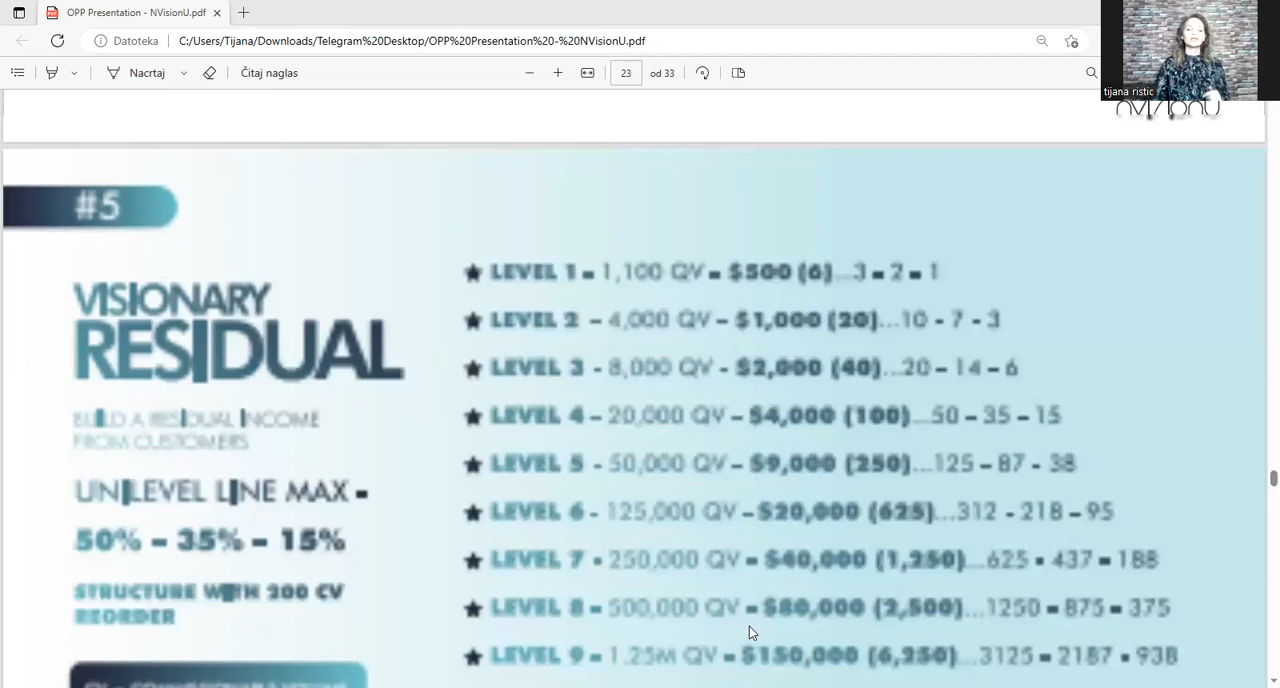 OPP Presentation - NVisionU.pdf
Datoteka
C:/Users/Tijana/Downloads/Telegram%20Desktop/OPP%20Presentation%20-%20NVisionU.pdf
Nacrtaj
Čitaj naglas
23
od 33
tijana ristic
nvisionU
#5
VISIONARY
RESIDUAL
BUILD A RESIDUAL INCOME
FROM CUSTOMERS
UNILEVEL LINE MAX -
50% - 35% - 15%
STRUCTURE WITH 200 CV
REORDER
★ LEVEL 1 - 1,100 QV - $500 (6)...3 - 2 - 1
★ LEVEL 2 - 4,000 QV - $1,000 (20)...10 - 7 - 3
★ LEVEL 3 - 8,000 QV - $2,000 (40)...20 - 14 - 6
★ LEVEL 4 - 20,000 QV - $4,000 (100)...50 - 35 - 15
★ LEVEL 5 - 50,000 QV - $9,000 (250)...125 - 87 - 38
★ LEVEL 6 - 125,000 QV - $20,000 (625)...312 - 218 - 95
★ LEVEL 7 - 250,000 QV - $40,000 (1,250)...625 - 437 - 188
★ LEVEL 8 - 500,000 QV - $80,000 (2,500)...1250 - 875 - 375
★ LEVEL 9 - 1.25M QV - $150,000 (6,250)...3125 - 2187 - 938